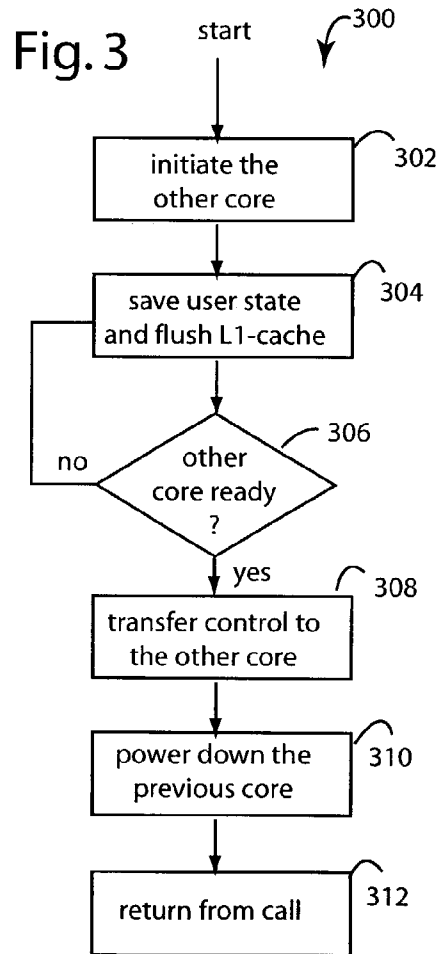 Fig. 3
start
300
initiate the
other core
302
save user state
and flush L1-cache
304
other
core ready
?
306
no
yes
transfer control to
the other core
308
power down the
previous core
310
return from call
312